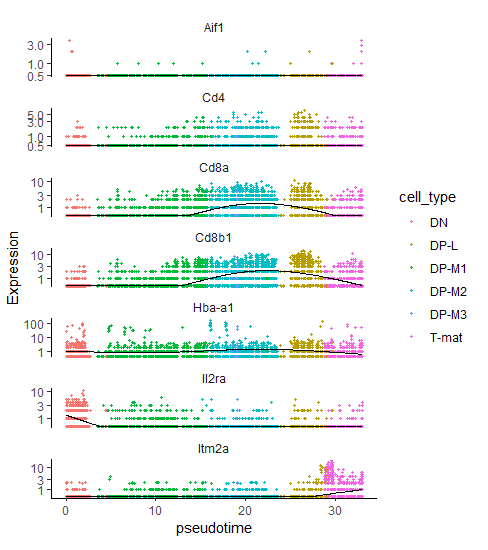 Aif1
3.0
1.0
0.5
Cd4
5.0
3.0
1.0
0.5
Cd8a
10
3
1
Cd8b1
10
3
1
Hba-a1
100
10
1
Il2ra
10
3
1
Itm2a
10
3
1
0
10
20
30
pseudotime
Expression
cell_type
DN
DP-L
DP-M1
DP-M2
DP-M3
T-mat